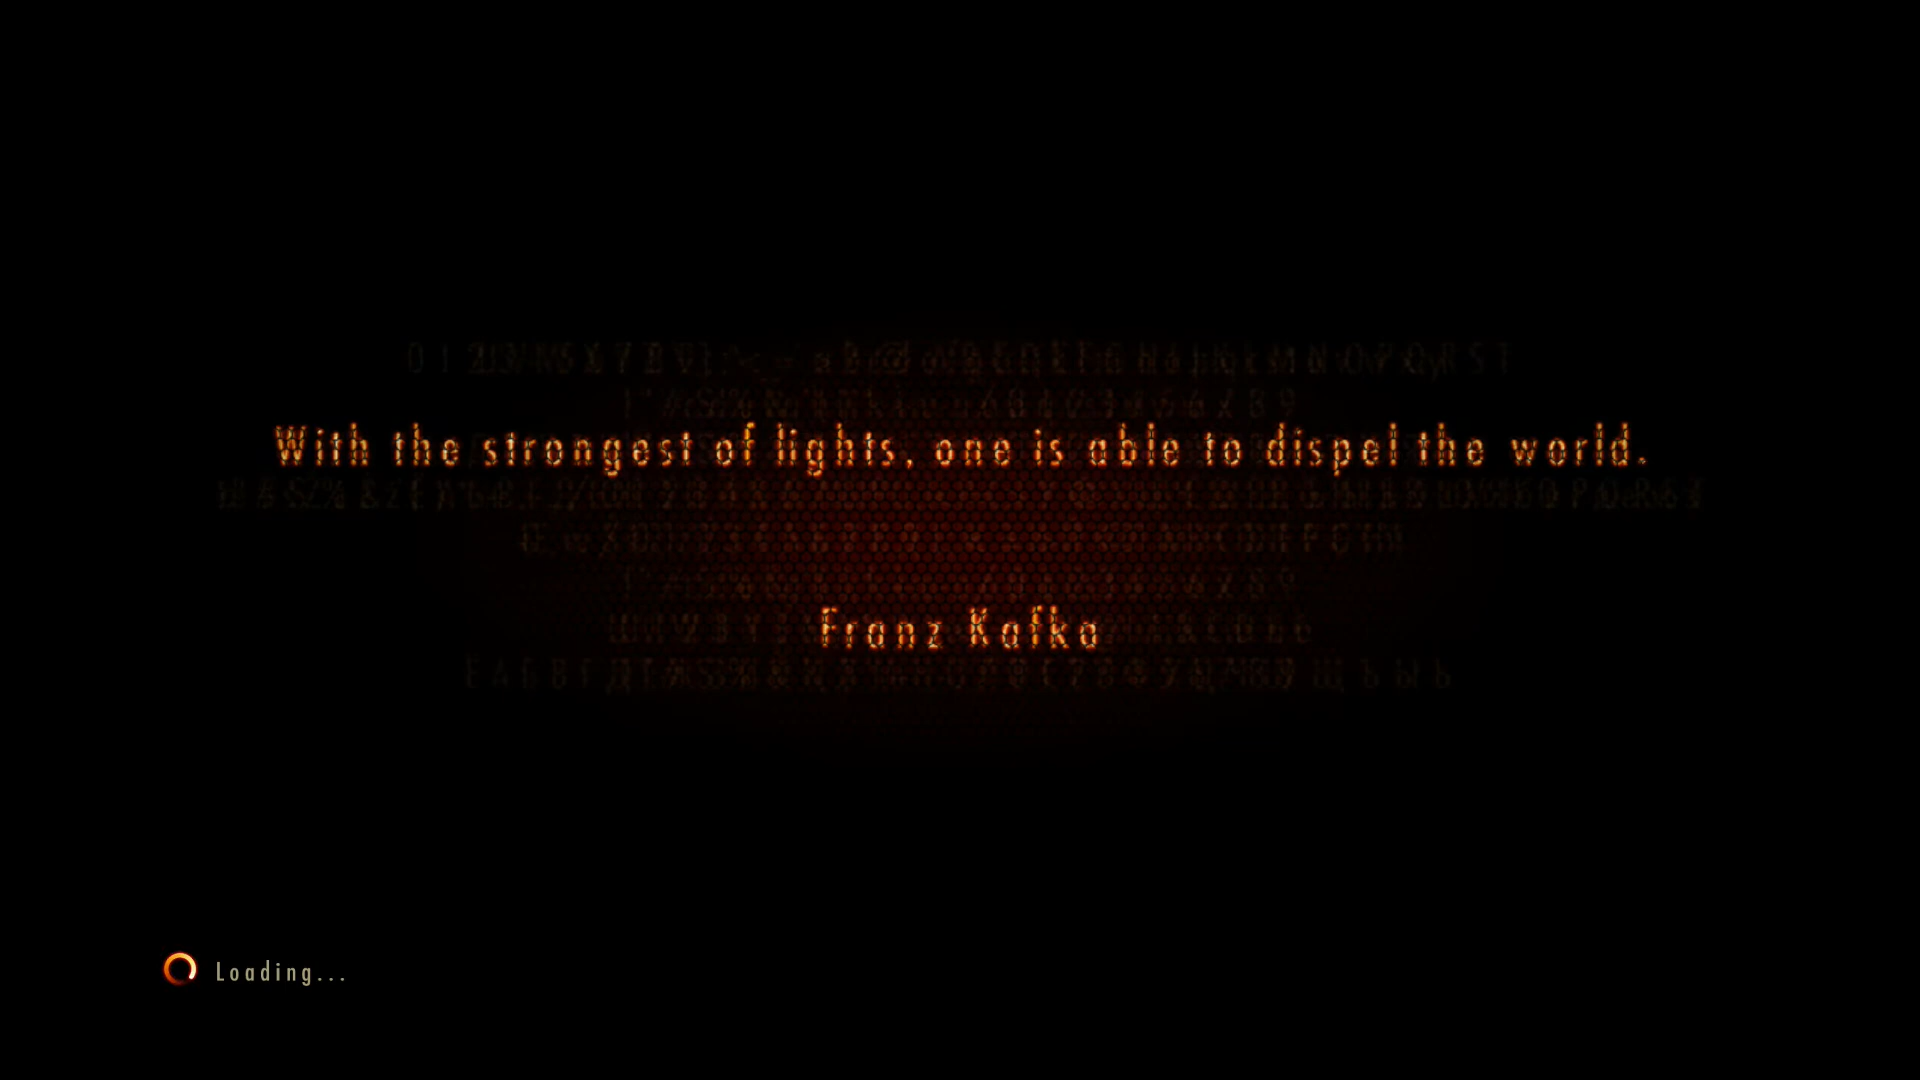 With the strongest of lights, one is able to dispel the world.
Franz Kafka
Loading...